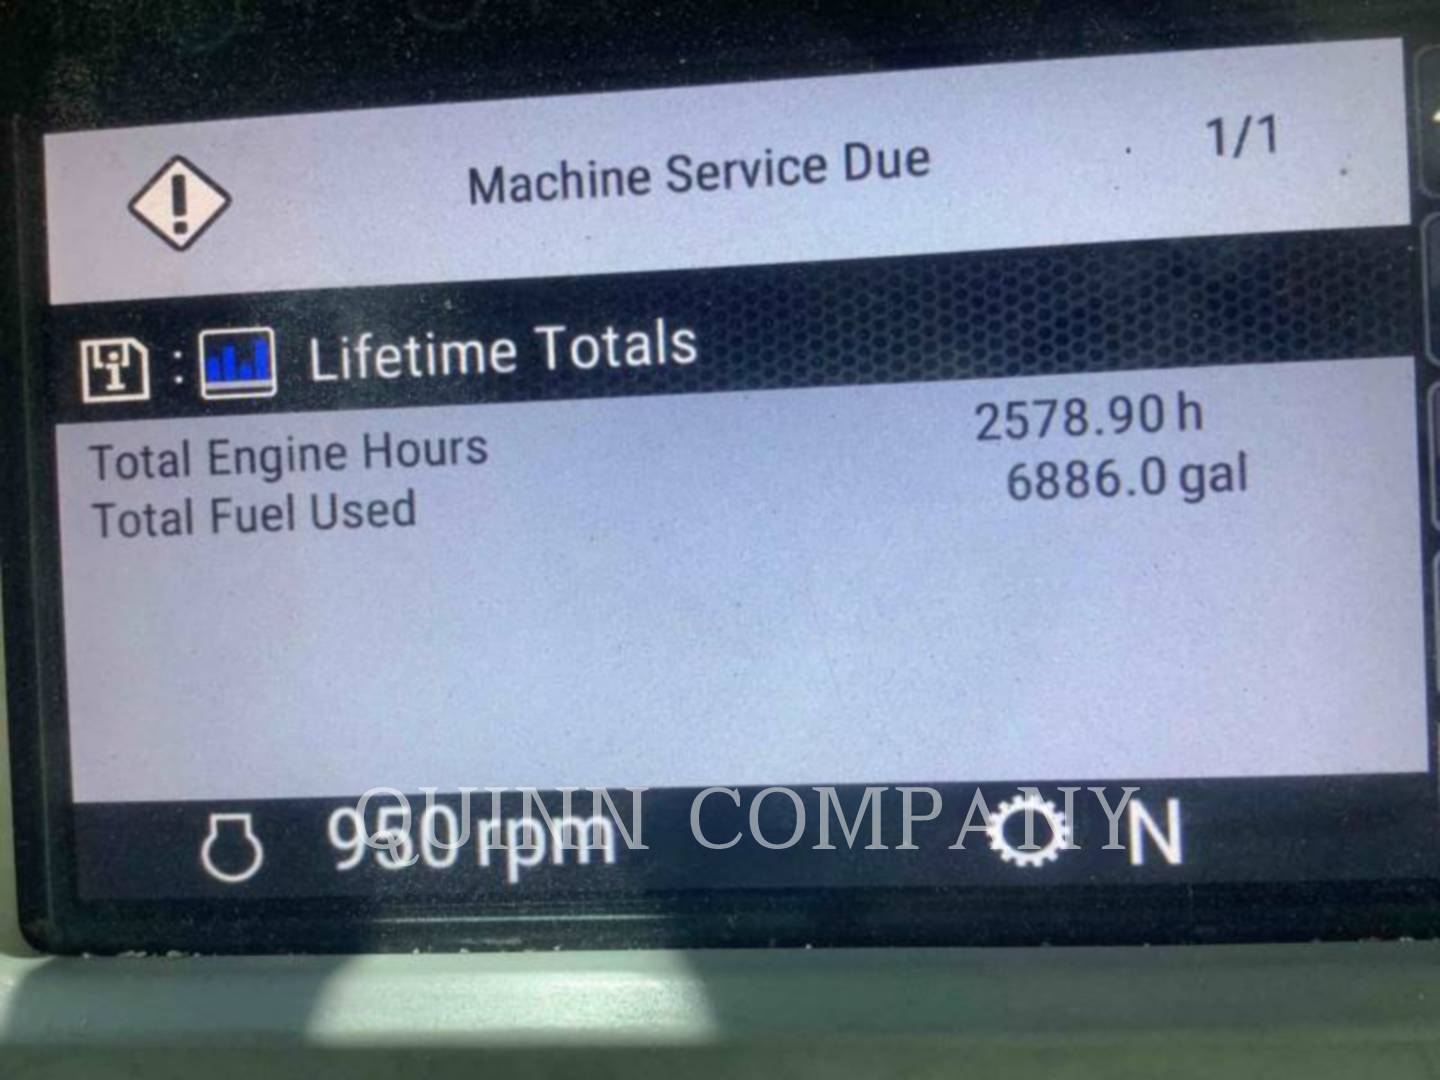 Machine Service Due 1/1
: Lifetime Totals
Total Engine Hours 2578.90 h
Total Fuel Used 6886.0 gal
950 rpm N
QUINN COMPANY